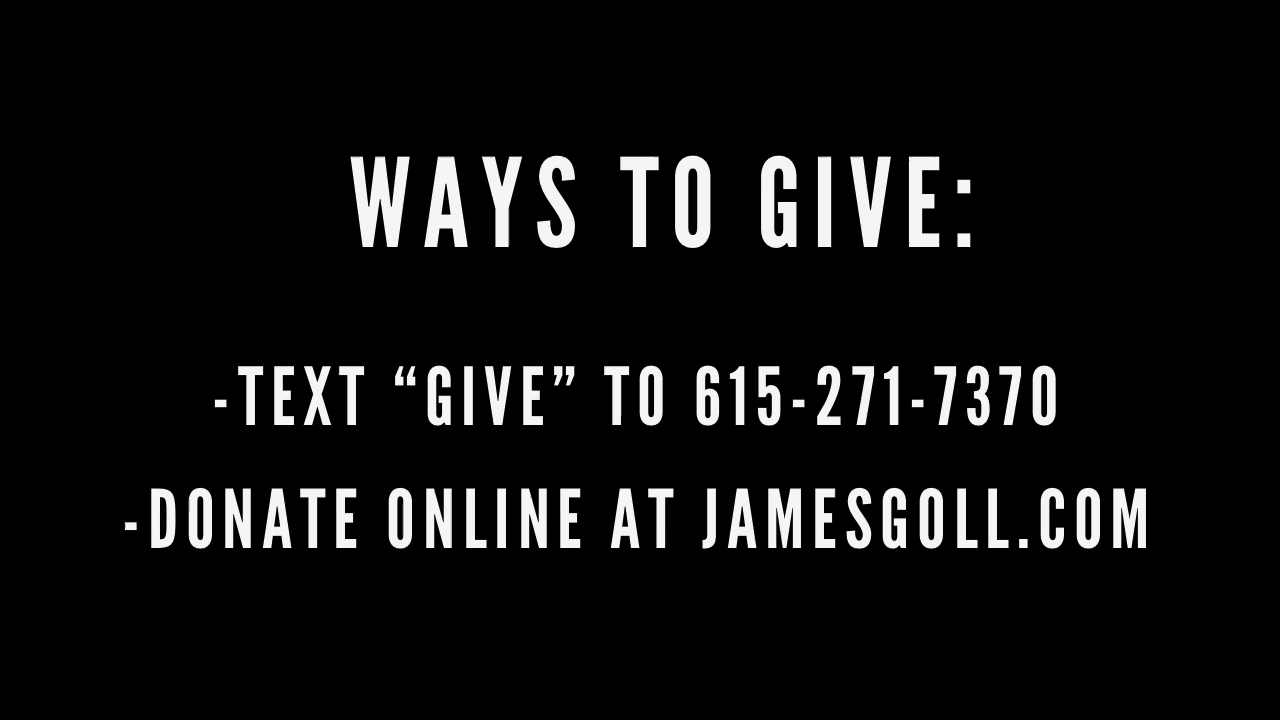 WAYS TO GIVE:
-TEXT “GIVE” TO 615-271-7370
-DONATE ONLINE AT JAMESGOLL.COM